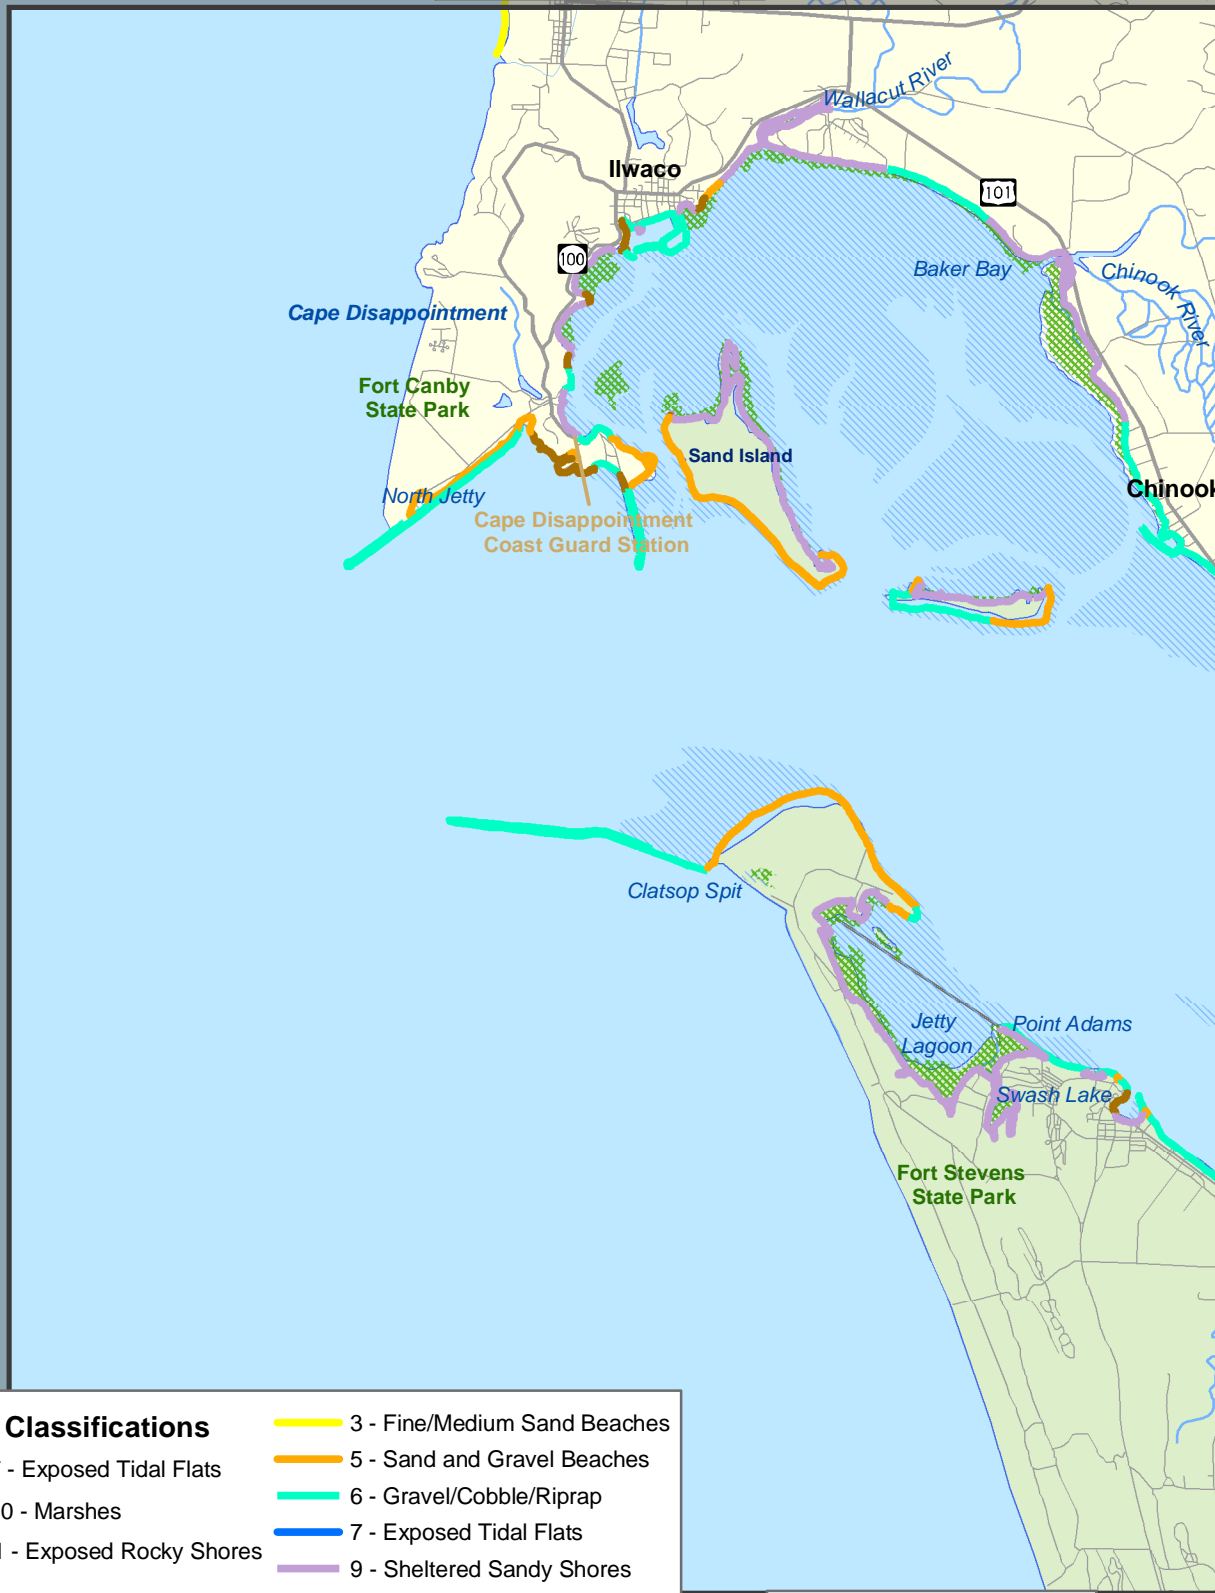 Wallacut River
Ilwaco
101
100
Baker Bay
Chinook River
Cape Disappointment
Fort Canby
State Park
Sand Island
North Jetty
Chinook
Cape Disappointment
Coast Guard Station
Clatsop Spit
Jetty
Lagoon
Point Adams
Swash Lake
Fort Stevens
State Park
Classifications
- Exposed Tidal Flats
0 - Marshes
- Exposed Rocky Shores
3 - Fine/Medium Sand Beaches
5 - Sand and Gravel Beaches
6 - Gravel/Cobble/Riprap
7 - Exposed Tidal Flats
9 - Sheltered Sandy Shores